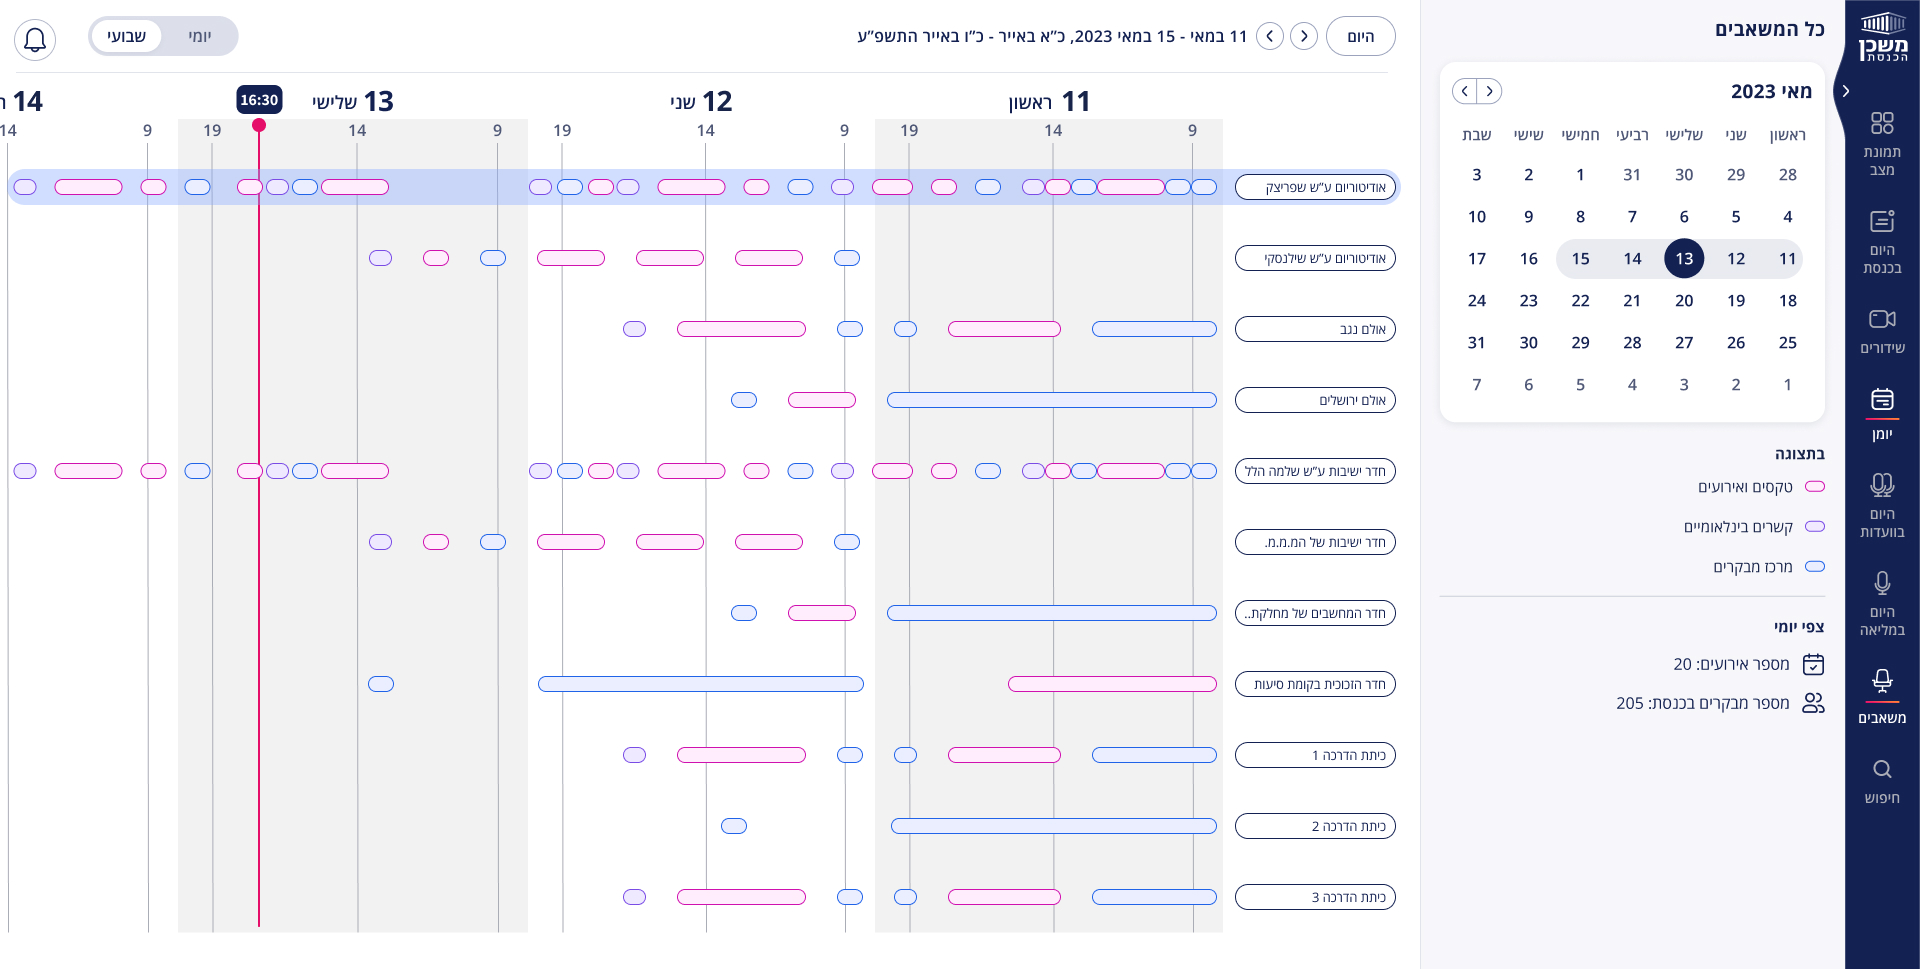 משכן
הכנסת
תמונת
מצב
היום
בכנסת
שידורים
יומן
היום
בוועדות
היום
במליאה
משאבים
חיפוש
כל המשאבים
מאי 2023
ראשון שני שלישי רביעי חמישי שישי שבת
28 29 30 31 1 2 3
4 5 6 7 8 9 10
11 12 13 14 15 16 17
18 19 20 21 22 23 24
25 26 27 28 29 30 31
1 2 3 4 5 6 7
בתצוגה
טקסים ואירועים
קשרים בינלאומיים
מרכז מבקרים
צפי יומי
מספר אירועים: 20
מספר מבקרים בכנסת: 205
היום
11 במאי - 15 במאי 2023, כ”א באייר - כ”ו באייר התשפ”ע
יומי שבועי
11 ראשון 12 שני 13 שלישי 16:30 14
9 14 19 9 14 19 9 14 19 9 14
אודיטוריום ע”ש שפריצק
אודיטוריום ע”ש שילנסקי
אולם נגב
אולם ירושלים
חדר ישיבות ע”ש שלמה הלל
חדר ישיבות של המ.מ.מ.
חדר המחשבים של מחלקת..
חדר הזכוכית בקומת סיעות
כיתת הדרכה 1
כיתת הדרכה 2
כיתת הדרכה 3